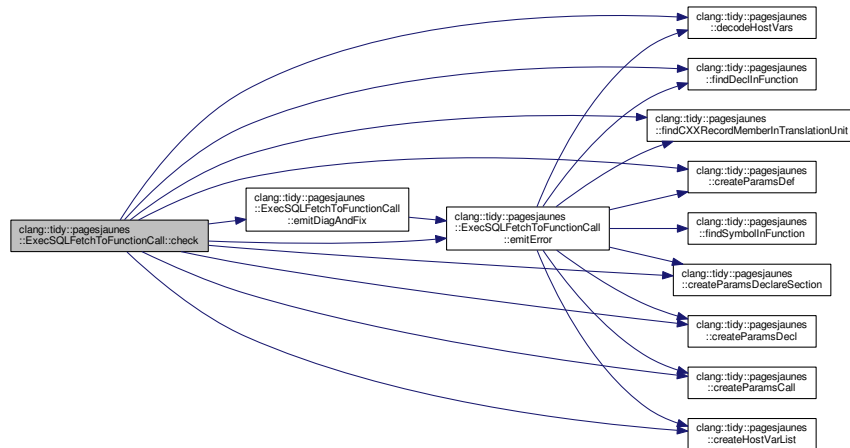 clang::tidy::pagesjaunes
::ExecSQLFetchToFunctionCall::check
clang::tidy::pagesjaunes
::ExecSQLFetchToFunctionCall
::emitDiagAndFix
clang::tidy::pagesjaunes
::ExecSQLFetchToFunctionCall
::emitError
clang::tidy::pagesjaunes
::decodeHostVars
clang::tidy::pagesjaunes
::findDeclInFunction
clang::tidy::pagesjaunes
::findCXXRecordMemberInTranslationUnit
clang::tidy::pagesjaunes
::createParamsDef
clang::tidy::pagesjaunes
::findSymbolInFunction
clang::tidy::pagesjaunes
::createParamsDeclareSection
clang::tidy::pagesjaunes
::createParamsDecl
clang::tidy::pagesjaunes
::createParamsCall
clang::tidy::pagesjaunes
::createHostVarList